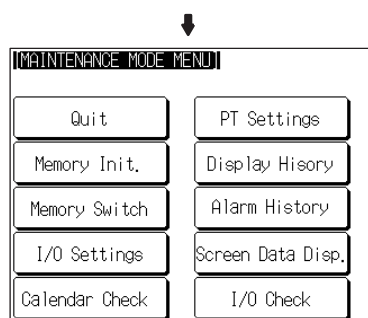 [MAINTENANCE MODE MENU]
Quit
PT Settings
Memory Init.
Display Hisory
Memory Switch
Alarm History
I/O Settings
Screen Data Disp.
Calendar Check
I/O Check